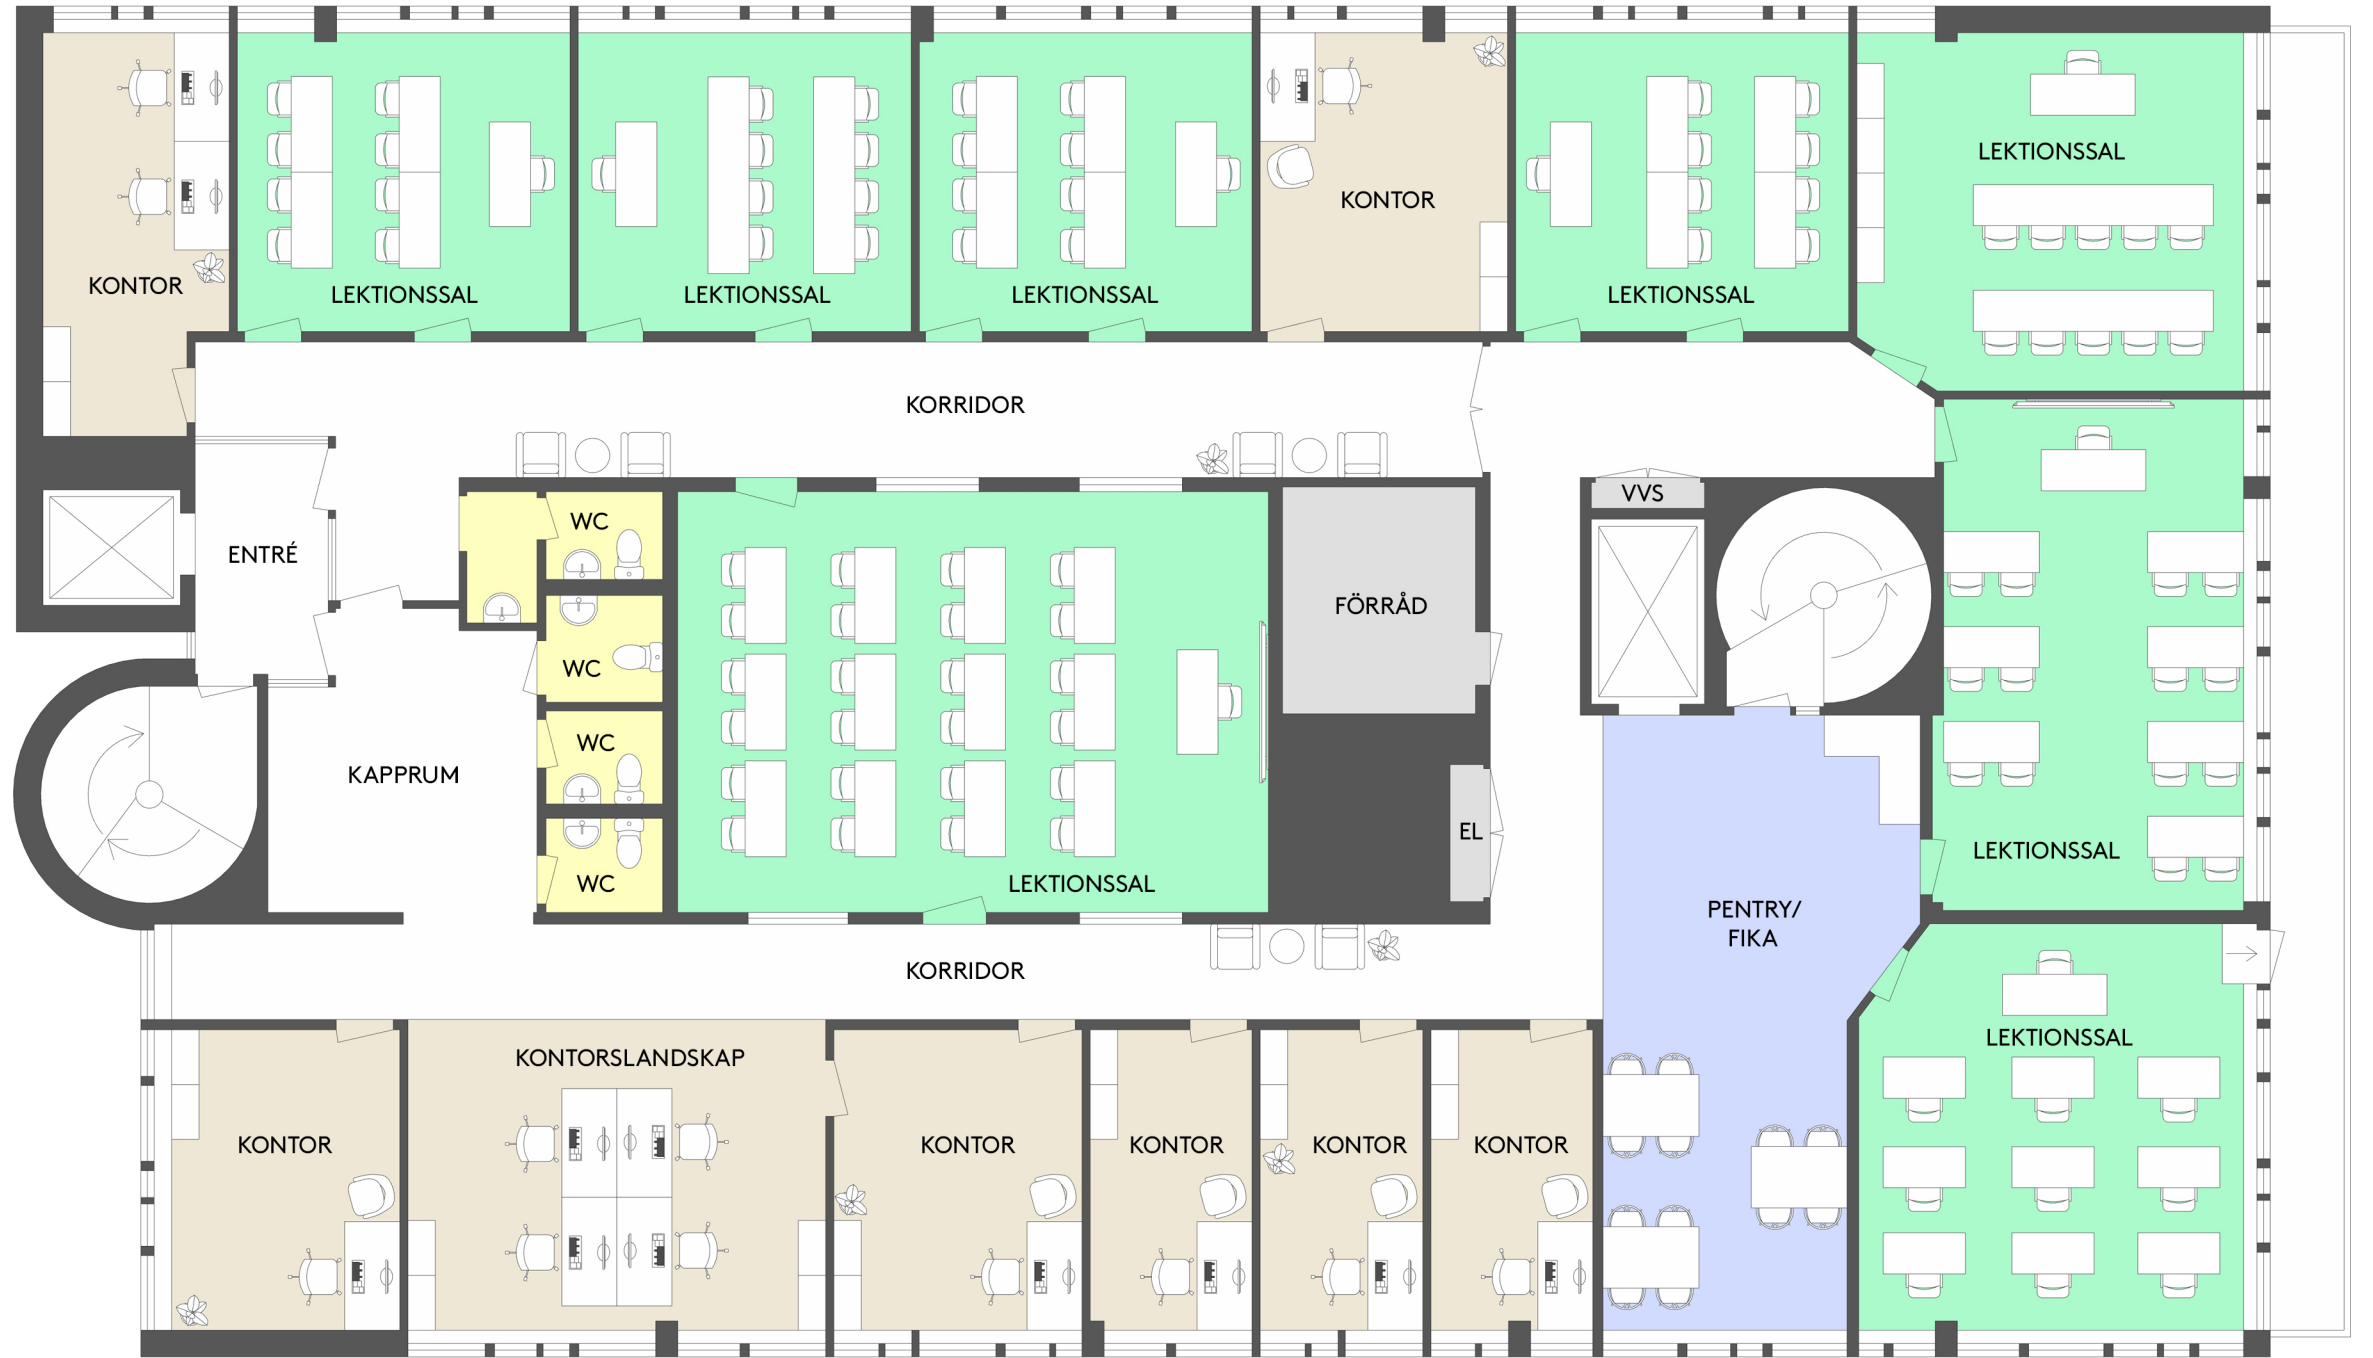 LEKTIONSSAL
KONTOR
KONTOR
LEKTIONSSAL
LEKTIONSSAL
LEKTIONSSAL
LEKTIONSSAL
KORRIDOR
VVS
WC
ENTRÉ
FÖRRÅD
WC
WC
KAPPRUM
EL
LEKTIONSSAL
WC
LEKTIONSSAL
PENTRY/
FIKA
KORRIDOR
LEKTIONSSAL
KONTORSLANDSKAP
KONTOR
KONTOR
KONTOR
KONTOR
KONTOR